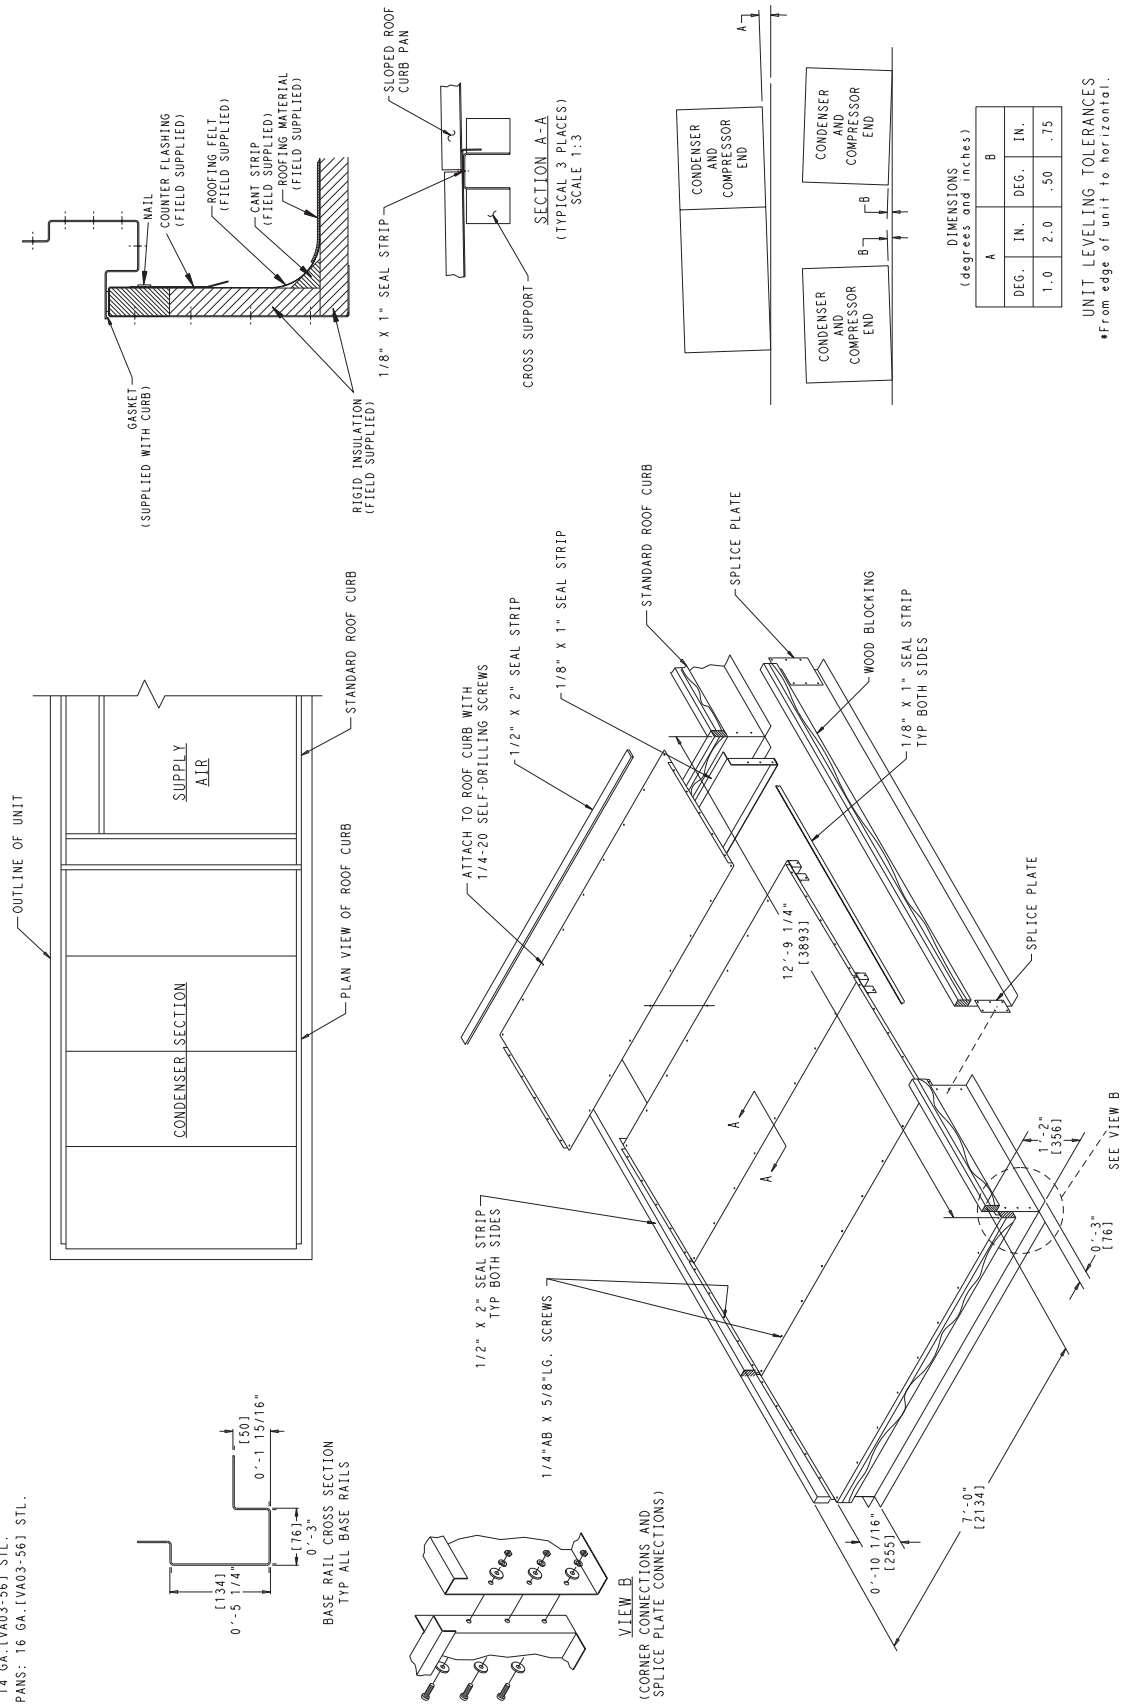 14 GA.[VA03-56] STL.
PANS: 16 GA.[VA03-56] STL.
[134]
0´-5 1/4"
[76]
0´-3"
[50]
0´-1 15/16"
BASE RAIL CROSS SECTION
TYP ALL BASE RAILS
OUTLINE OF UNIT
CONDENSER SECTION
SUPPLY
AIR
PLAN VIEW OF ROOF CURB
STANDARD ROOF CURB
GASKET
(SUPPLIED WITH CURB)
NAIL
COUNTER FLASHING
(FIELD SUPPLIED)
ROOFING FELT
(FIELD SUPPLIED)
CANT STRIP
(FIELD SUPPLIED)
ROOFING MATERIAL
(FIELD SUPPLIED)
RIGID INSULATION
(FIELD SUPPLIED)
1/8" X 1" SEAL STRIP
SLOPED ROOF
CURB PAN
CROSS SUPPORT
SECTION A-A
(TYPICAL 3 PLACES)
SCALE 1:3
VIEW B
(CORNER CONNECTIONS AND
SPLICE PLATE CONNECTIONS)
1/2" X 2" SEAL STRIP
TYP BOTH SIDES
1/4"AB X 5/8"LG. SCREWS
ATTACH TO ROOF CURB WITH
1/4-20 SELF-DRILLING SCREWS
1/2" X 2" SEAL STRIP
1/8" X 1" SEAL STRIP
STANDARD ROOF CURB
SPLICE PLATE
WOOD BLOCKING
1/8" X 1" SEAL STRIP
TYP BOTH SIDES
12´-9 1/4"
[3893]
A
A
SPLICE PLATE
1´-2"
[356]
0´-3"
[76]
SEE VIEW B
0´-10 1/16"
[255]
7´-0"
[2134]
CONDENSER
AND
COMPRESSOR
END
A
CONDENSER
AND
COMPRESSOR
END
B
B
CONDENSER
AND
COMPRESSOR
END
DIMENSIONS
(degrees and inches)
A B
DEG. IN. DEG. IN.
1.0 2.0 .50 .75
UNIT LEVELING TOLERANCES
*From edge of unit to horizontal.